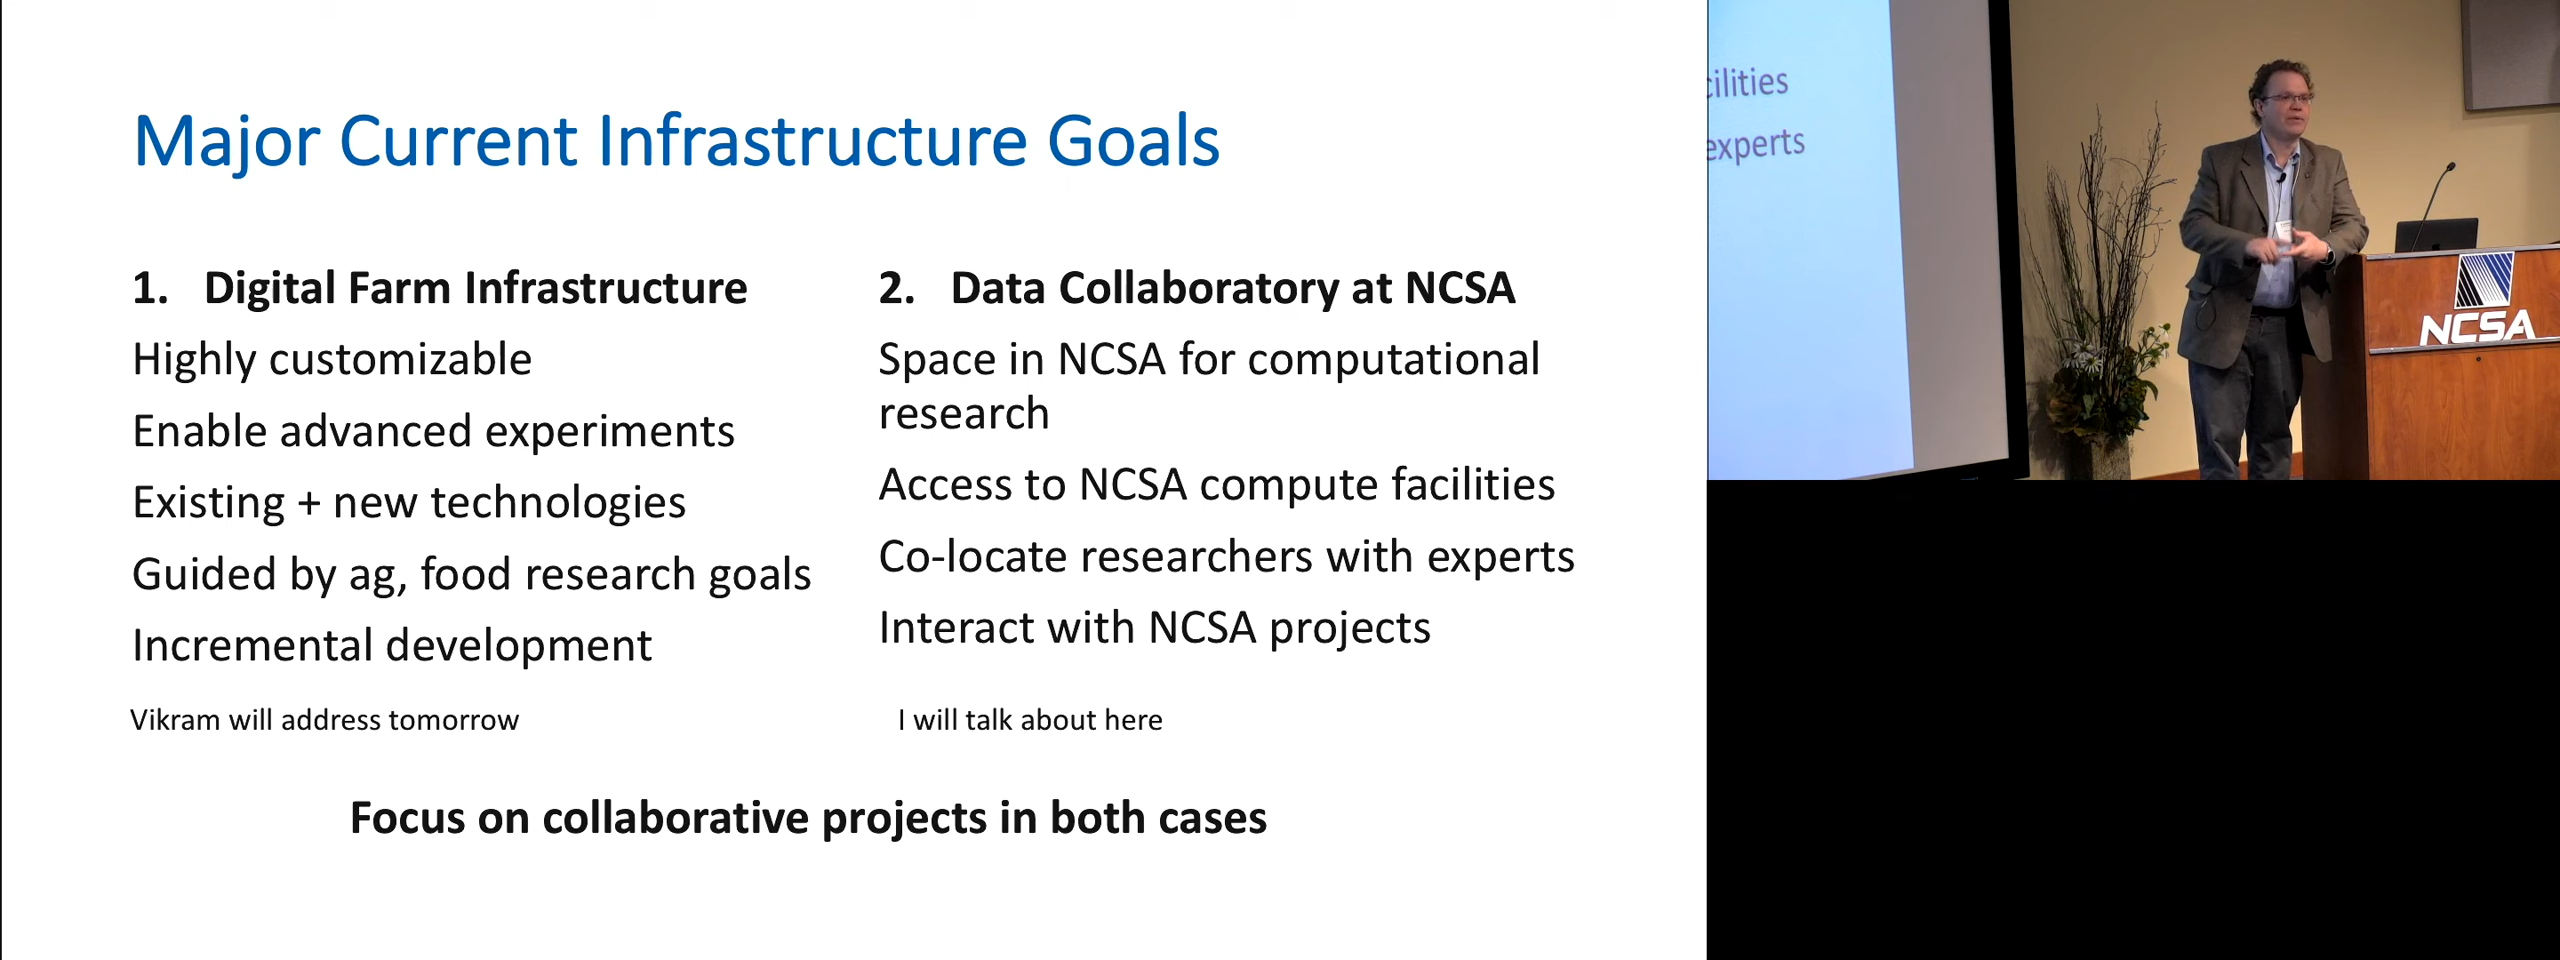 Major Current Infrastructure Goals
1. Digital Farm Infrastructure
Highly customizable
Enable advanced experiments
Existing + new technologies
Guided by ag, food research goals
Incremental development
Vikram will address tomorrow
2. Data Collaboratory at NCSA
Space in NCSA for computational
research
Access to NCSA compute facilities
Co-locate researchers with experts
Interact with NCSA projects
I will talk about here
Focus on collaborative projects in both cases
cilities
experts
NCSA